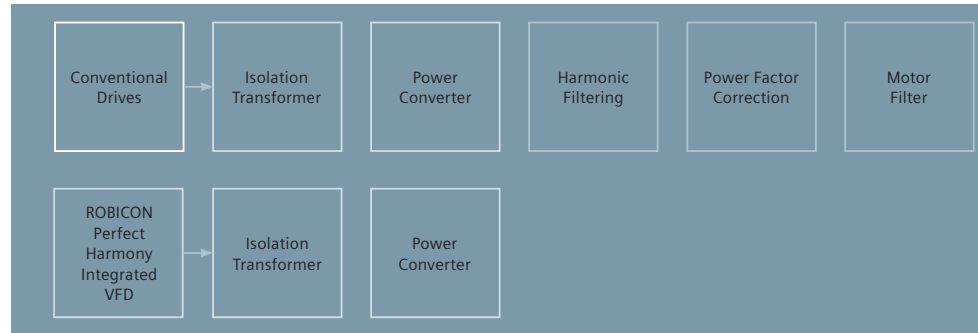 Conventional
Drives
Isolation
Transformer
Power
Converter
Harmonic
Filtering
Power Factor
Correction
Motor
Filter
ROBICON
Perfect
Harmony
Integrated
VFD
Isolation
Transformer
Power
Converter